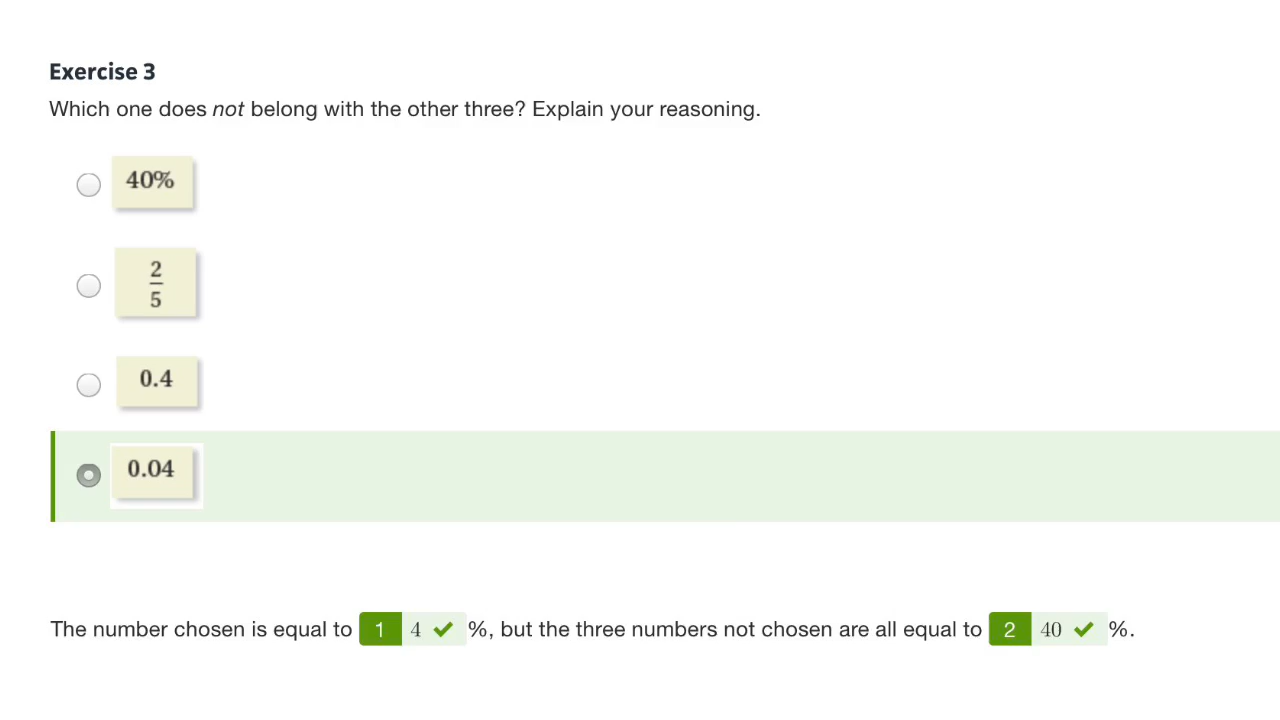 Exercise 3
Which one does not belong with the other three? Explain your reasoning.
40%
2
5
0.4
0.04
The number chosen is equal to 1 4 %, but the three numbers not chosen are all equal to 2 40 %.